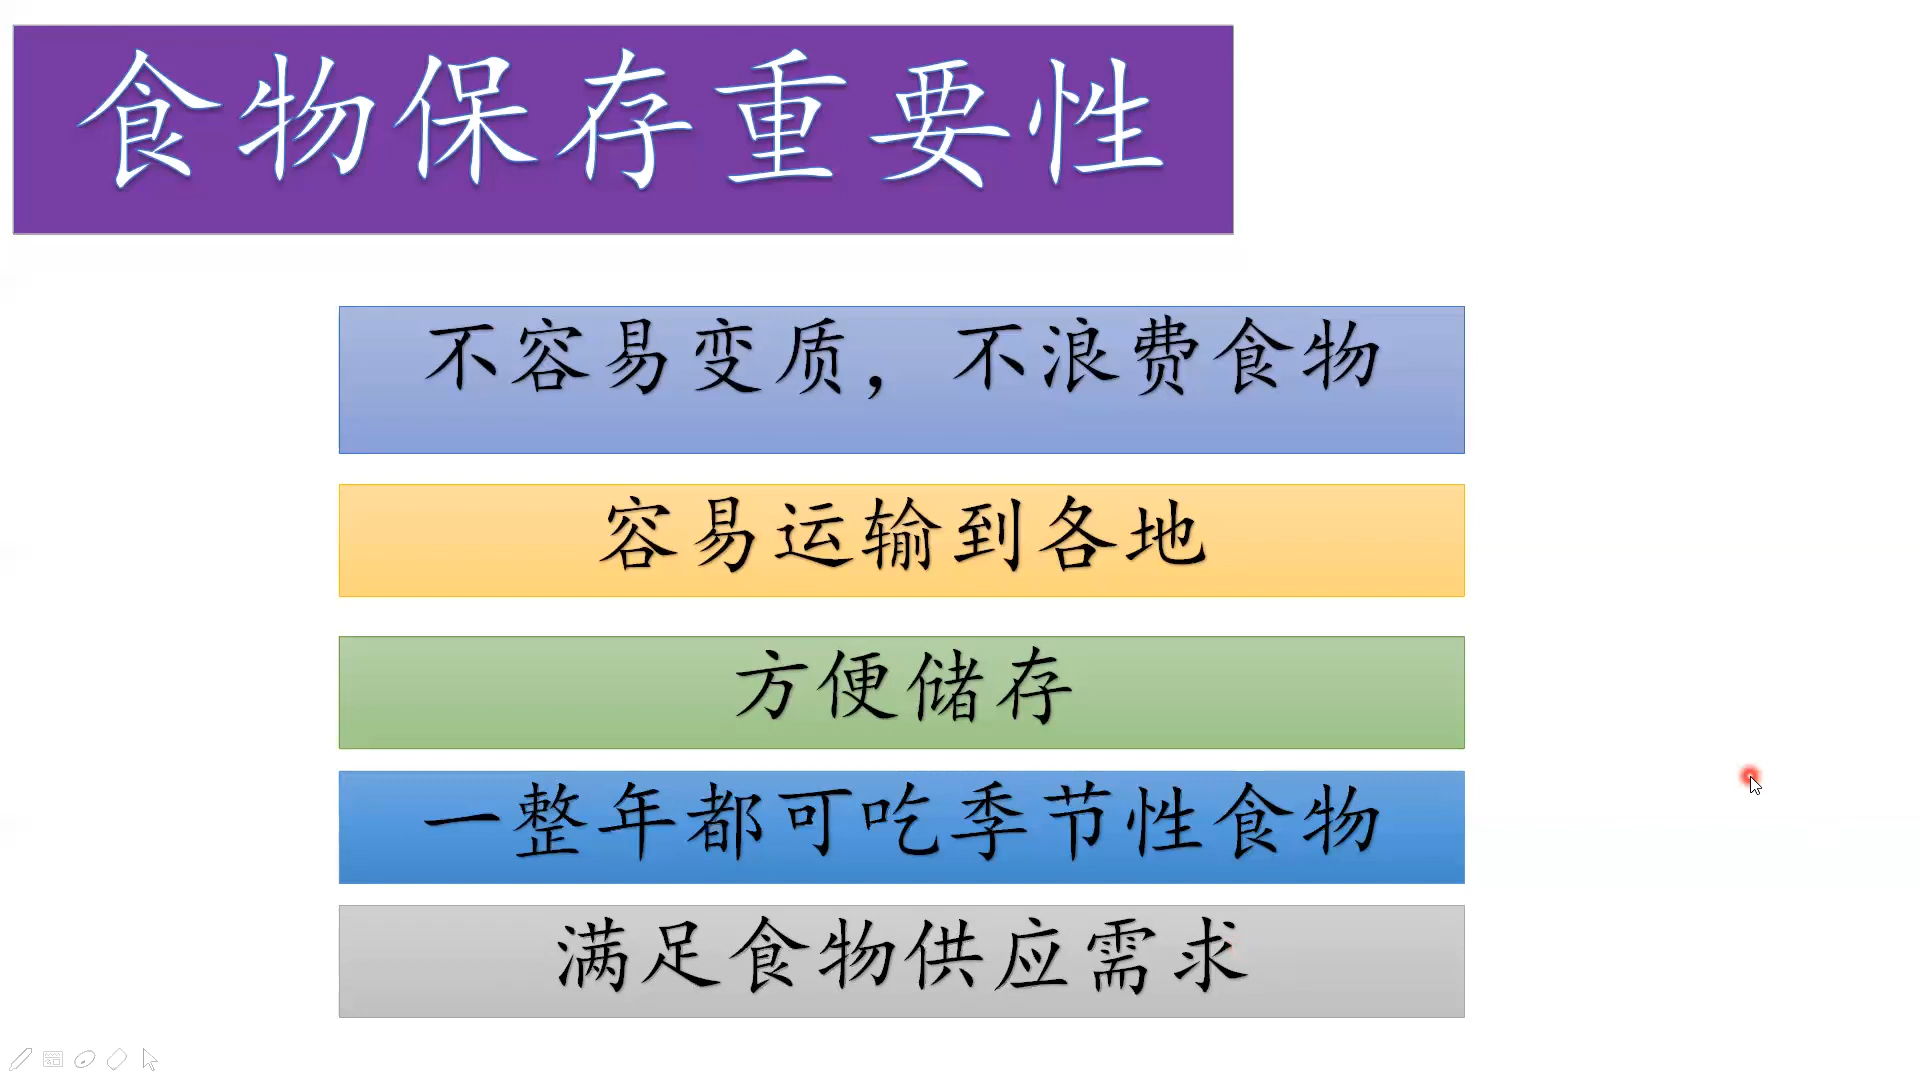 食物保存重要性
不容易变质，不浪费食物
容易运输到各地
方便储存
一整年都可吃季节性食物
满足食物供应需求